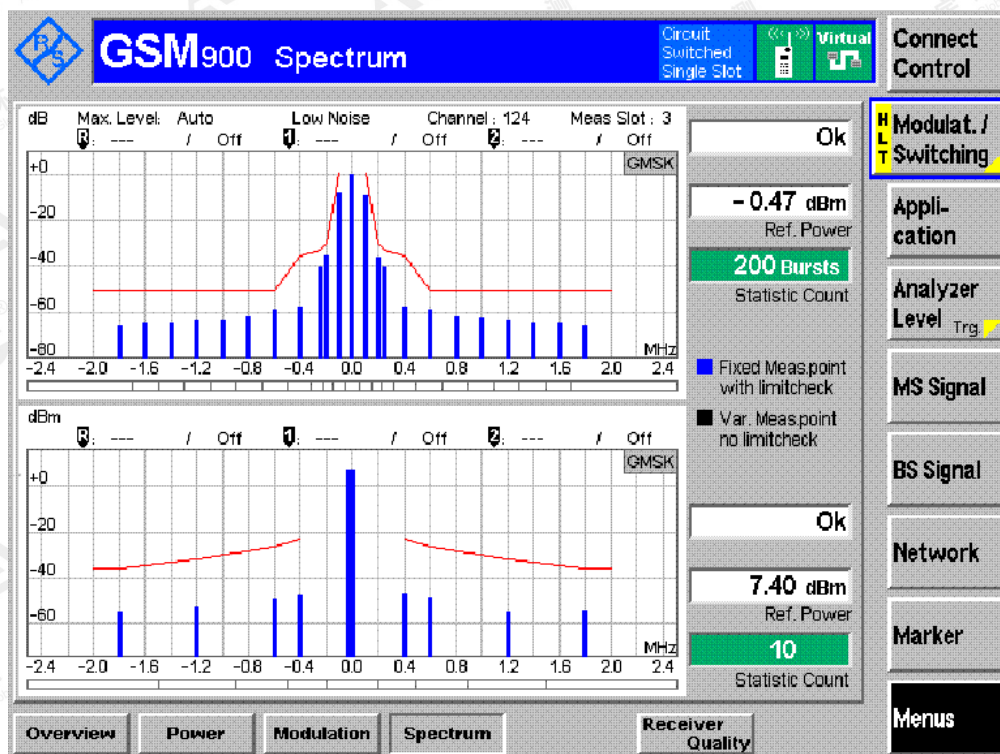 R/S
GSM900 Spectrum
Circuit
Switched
Single Slot
Virtual
Connect
Control
dB Max. Level: Auto Low Noise Channel : 124 Meas Slot : 3
R: --- / Off 1: --- / Off 2: --- / Off
GMSK
+0
-20
-40
-60
-80
MHz
-2.4 -2.0 -1.6 -1.2 -0.8 -0.4 0.0 0.4 0.8 1.2 1.6 2.0 2.4
Ok
- 0.47 dBm
Ref. Power
200 Bursts
Statistic Count
Fixed Meas.point
with limitcheck
Var. Meas.point
no limitcheck
dBm
R: --- / Off 1: --- / Off 2: --- / Off
GMSK
+0
-20
-40
-60
MHz
-2.4 -2.0 -1.6 -1.2 -0.8 -0.4 0.0 0.4 0.8 1.2 1.6 2.0 2.4
Ok
7.40 dBm
Ref. Power
10
Statistic Count
HLT
Modulat. /
Switching
Appli-
cation
Analyzer
Level Trg.
MS Signal
BS Signal
Network
Marker
Menus
Overview
Power
Modulation
Spectrum
Receiver
Quality